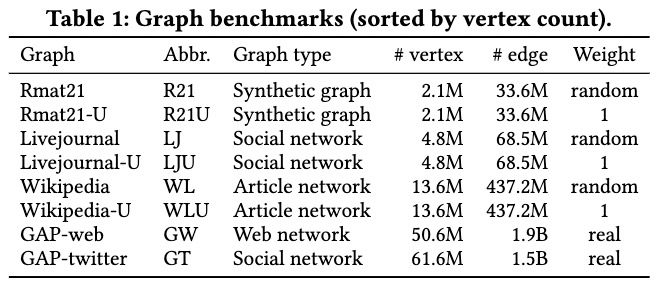 Table 1: Graph benchmarks (sorted by vertex count).
Graph Abbr. Graph type # vertex # edge Weight
Rmat21 R21 Synthetic graph 2.1M 33.6M random
Rmat21-U R21U Synthetic graph 2.1M 33.6M 1
Livejournal LJ Social network 4.8M 68.5M random
Livejournal-U LJU Social network 4.8M 68.5M 1
Wikipedia WL Article network 13.6M 437.2M random
Wikipedia-U WLU Article network 13.6M 437.2M 1
GAP-web GW Web network 50.6M 1.9B real
GAP-twitter GT Social network 61.6M 1.5B real